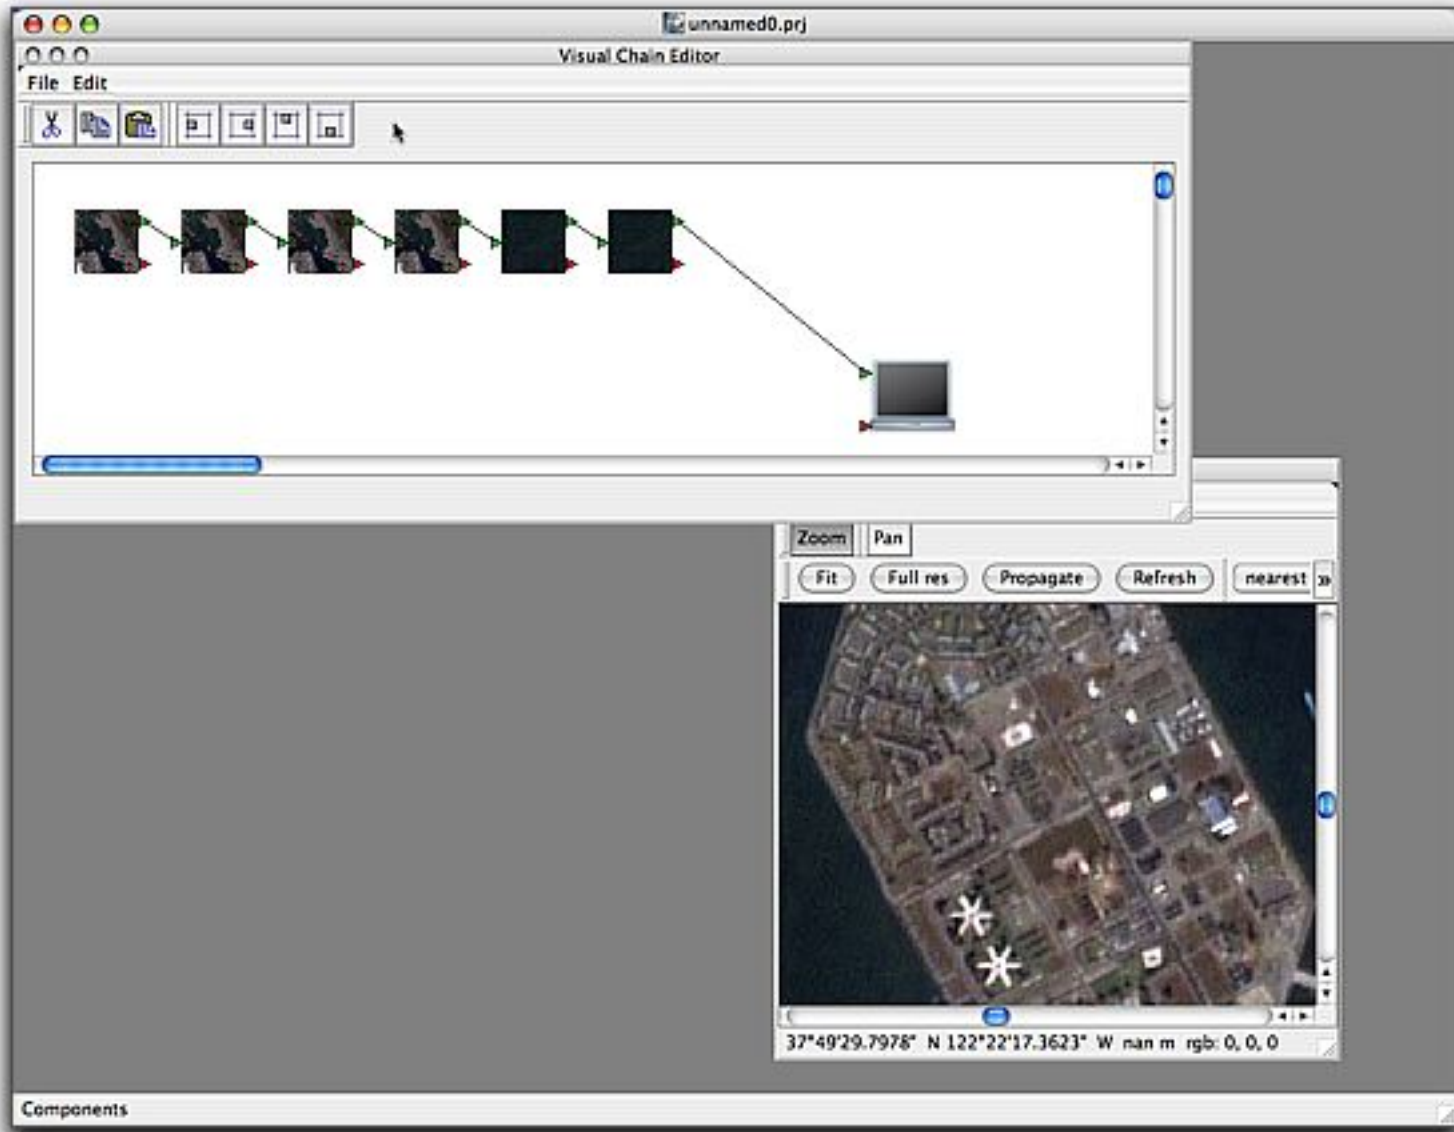 unnamed0.prj
Visual Chain Editor
File Edit
Zoom Pan
Fit Full res Propagate Refresh nearest »
37°49'29.7978" N 122°22'17.3623" W nan m rgb: 0, 0, 0
Components